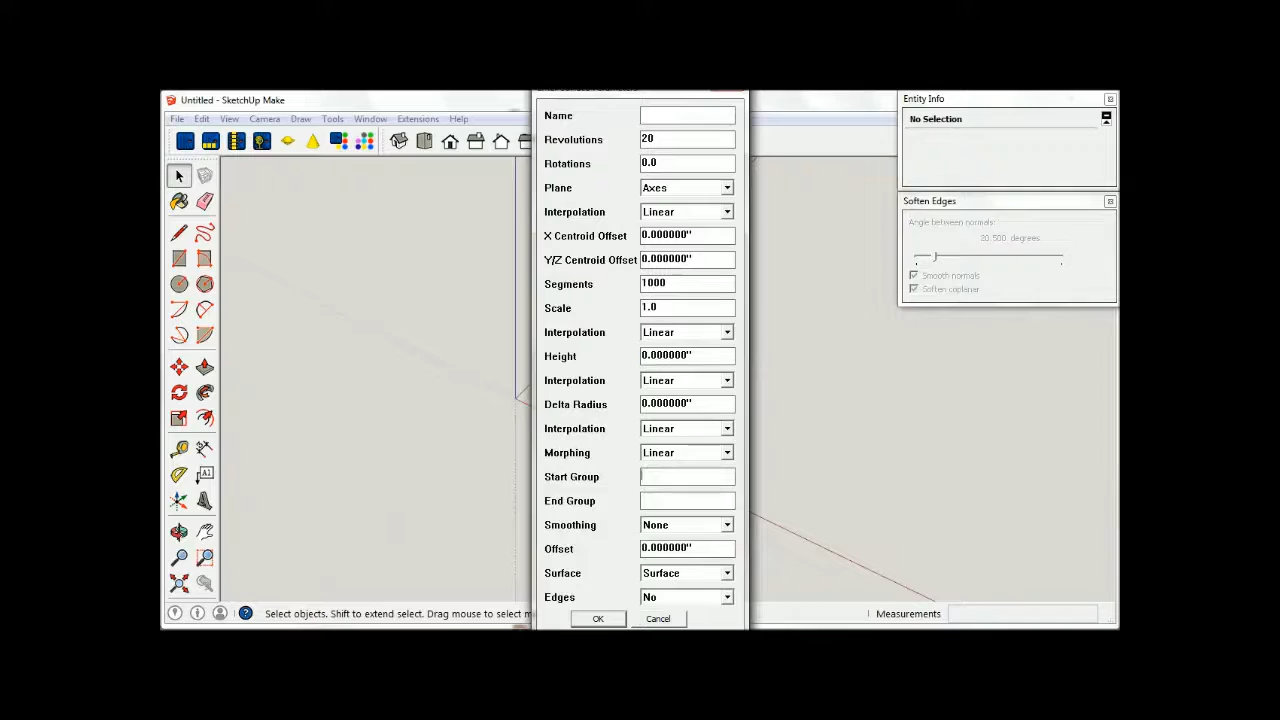 Untitled - SketchUp Make
File Edit View Camera Draw Tools Window Extensions Help
Name
Revolutions 20
Rotations 0.0
Plane Axes
Interpolation Linear
X Centroid Offset 0.000000"
Y/Z Centroid Offset 0.000000"
Segments 1000
Scale 1.0
Interpolation Linear
Height 0.000000"
Interpolation Linear
Delta Radius 0.000000"
Interpolation Linear
Morphing Linear
Start Group
End Group
Smoothing None
Offset 0.000000"
Surface Surface
Edges No
OK Cancel
Entity Info
No Selection
Soften Edges
Angle between normals:
20.500 degrees
Smooth normals
Soften coplanar
A1
Select objects. Shift to extend select. Drag mouse to select
Measurements